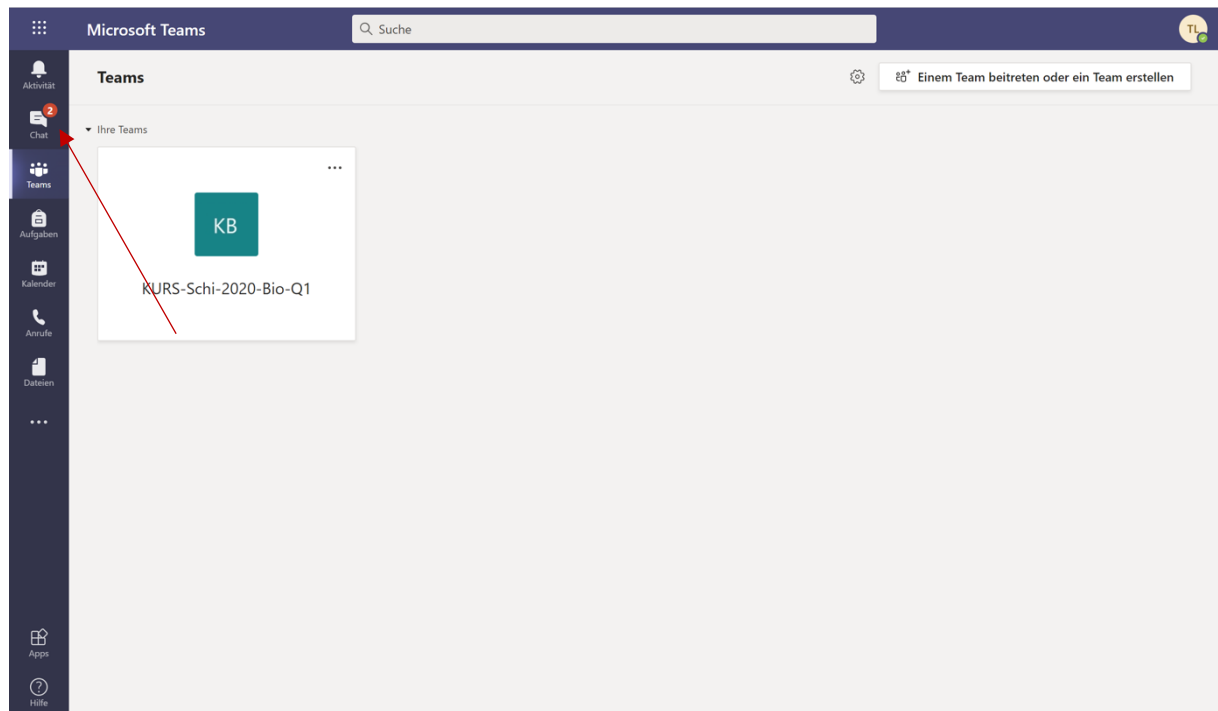 Microsoft Teams
Suche
TL
Aktivität
2
Chat
Teams
Aufgaben
Kalender
Anrufe
Dateien
Apps
Hilfe
Teams
Einem Team beitreten oder ein Team erstellen
Ihre Teams
KB
KURS-Schi-2020-Bio-Q1